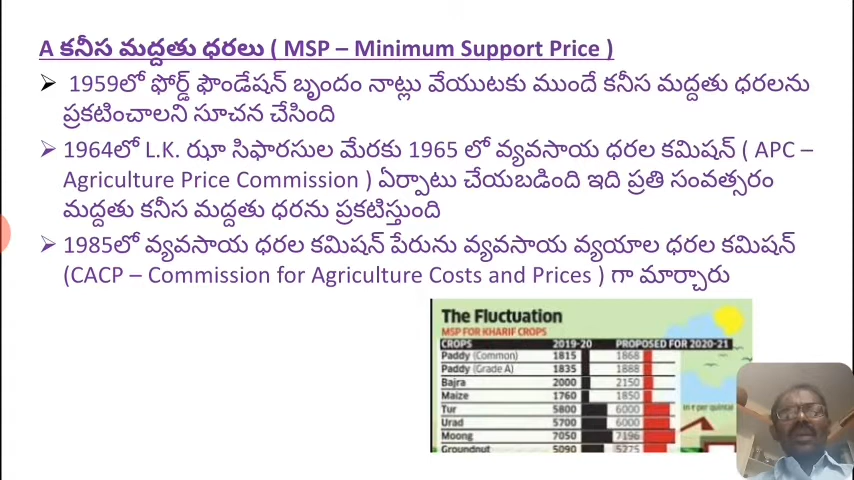 A కనీస మద్దతు ధరలు ( MSP – Minimum Support Price )
➢ 1959లో ఫోర్డ్ ఫౌండేషన్ బృందం నాట్లు వేయుటకు ముందే కనీస మద్దతు ధరలను
ప్రకటించాలని సూచన చేసింది
➢ 1964లో L.K. ఝా సిఫారసుల మేరకు 1965 లో వ్యవసాయ ధరల కమిషన్ ( APC –
Agriculture Price Commission ) ఏర్పాటు చేయబడింది ఇది ప్రతి సంవత్సరం
మద్దతు కనీస మద్దతు ధరను ప్రకటిస్తుంది
➢ 1985లో వ్యవసాయ ధరల కమిషన్ పేరును వ్యవసాయ వ్యయాల ధరల కమిషన్
(CACP – Commission for Agriculture Costs and Prices ) గా మార్చారు
The Fluctuation
MSP FOR KHARIF CROPS
CROPS 2019-20 PROPOSED FOR 2020-21
Paddy (Common) 1815 1868
Paddy (Grade A) 1835 1888
Bajra 2000 2150
Maize 1760 1850
Tur 5800 6000
Urad 5700 6000
Moong 7050 7196
Groundnut 5090 5275
in ₹ per quintal